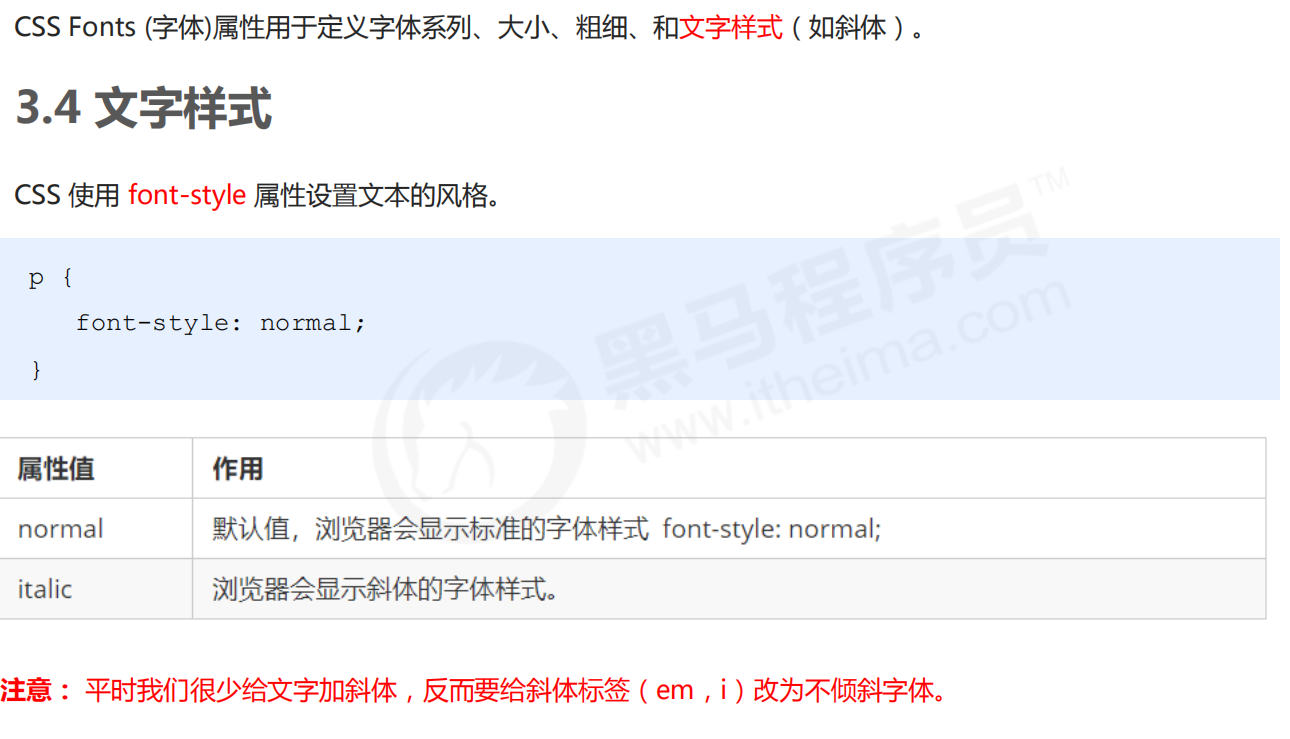 CSS Fonts (字体)属性用于定义字体系列、大小、粗细、和文字样式（如斜体）。
3.4 文字样式
CSS 使用 font-style 属性设置文本的风格。
p {
font-style: normal;
}
黑马程序员™
www.itheima.com
属性值 作用
normal 默认值，浏览器会显示标准的字体样式 font-style: normal;
italic 浏览器会显示斜体的字体样式。
注意： 平时我们很少给文字加斜体，反而要给斜体标签（em，i）改为不倾斜字体。